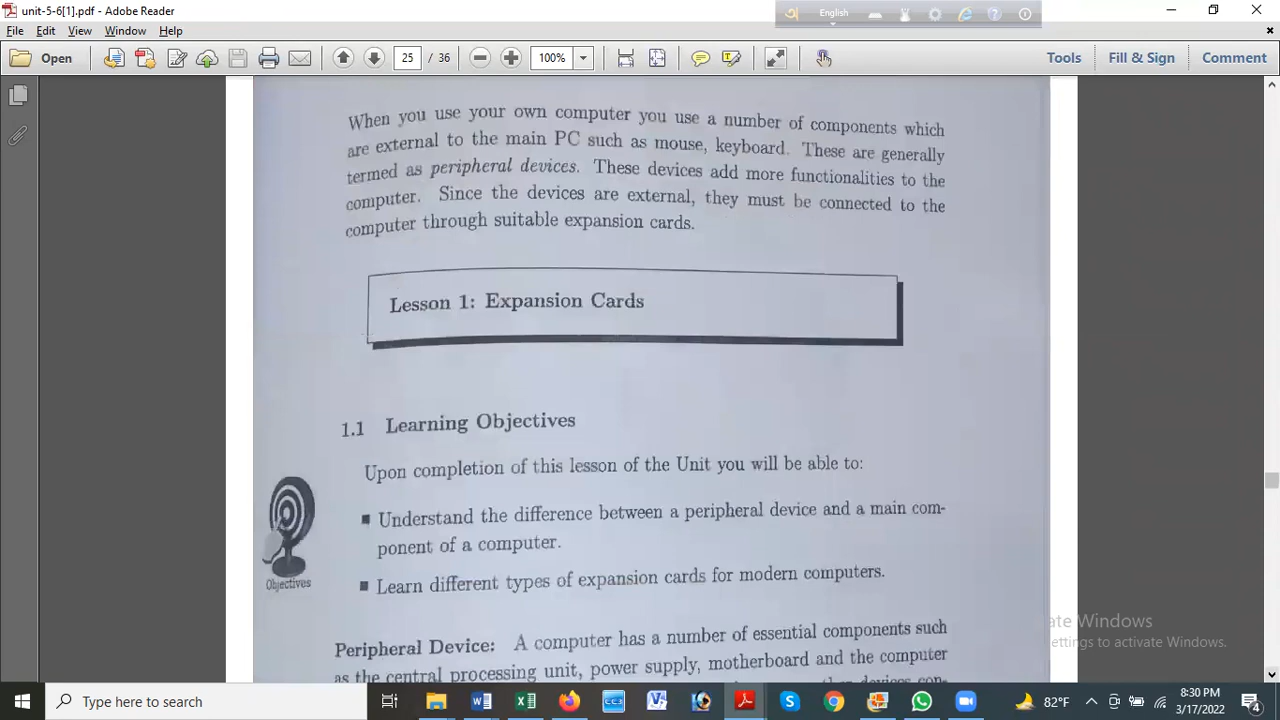 unit-5-6[1].pdf - Adobe Reader
English
File Edit View Window Help
Open 25 / 36 100% Tools Fill & Sign Comment
When you use your own computer you use a number of components which
are external to the main PC such as mouse, keyboard. These are generally
termed as peripheral devices. These devices add more functionalities to the
computer. Since the devices are external, they must be connected to the
computer through suitable expansion cards.
Lesson 1: Expansion Cards
1.1 Learning Objectives
Upon completion of this lesson of the Unit you will be able to:
■ Understand the difference between a peripheral device and a main com-
ponent of a computer.
■ Learn different types of expansion cards for modern computers.
Objectives
Peripheral Device: A computer has a number of essential components such
as the central processing unit, power supply, motherboard and the computer
ate Windows
ettings to activate Windows.
Type here to search
82°F
8:30 PM
3/17/2022
4